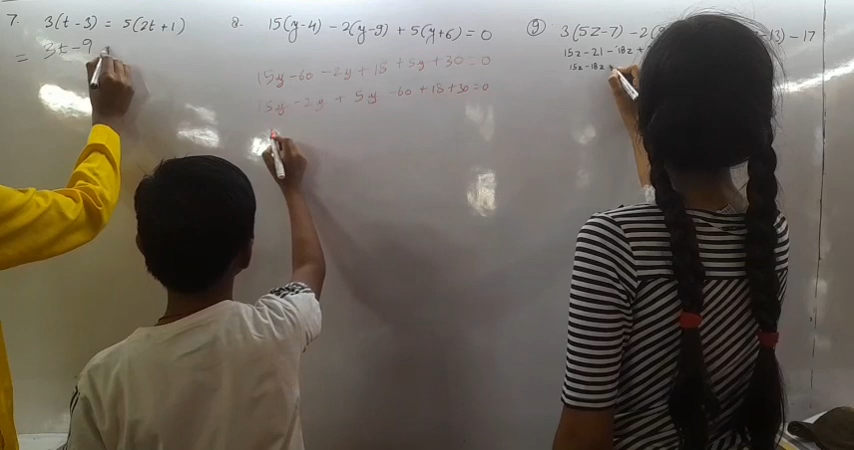 7. 3(t-3) = 5(2t+1)
= 3t-9
8. 15(y-4) -2(y-9) + 5(y+6) = 0
15y-60 -2y + 18 + 5y + 30 = 0
15y -2y + 5y -60 + 18 + 30 = 0
9 3(5z-7) -2(
-13) -17
15z-21 -18z +
15z-18z